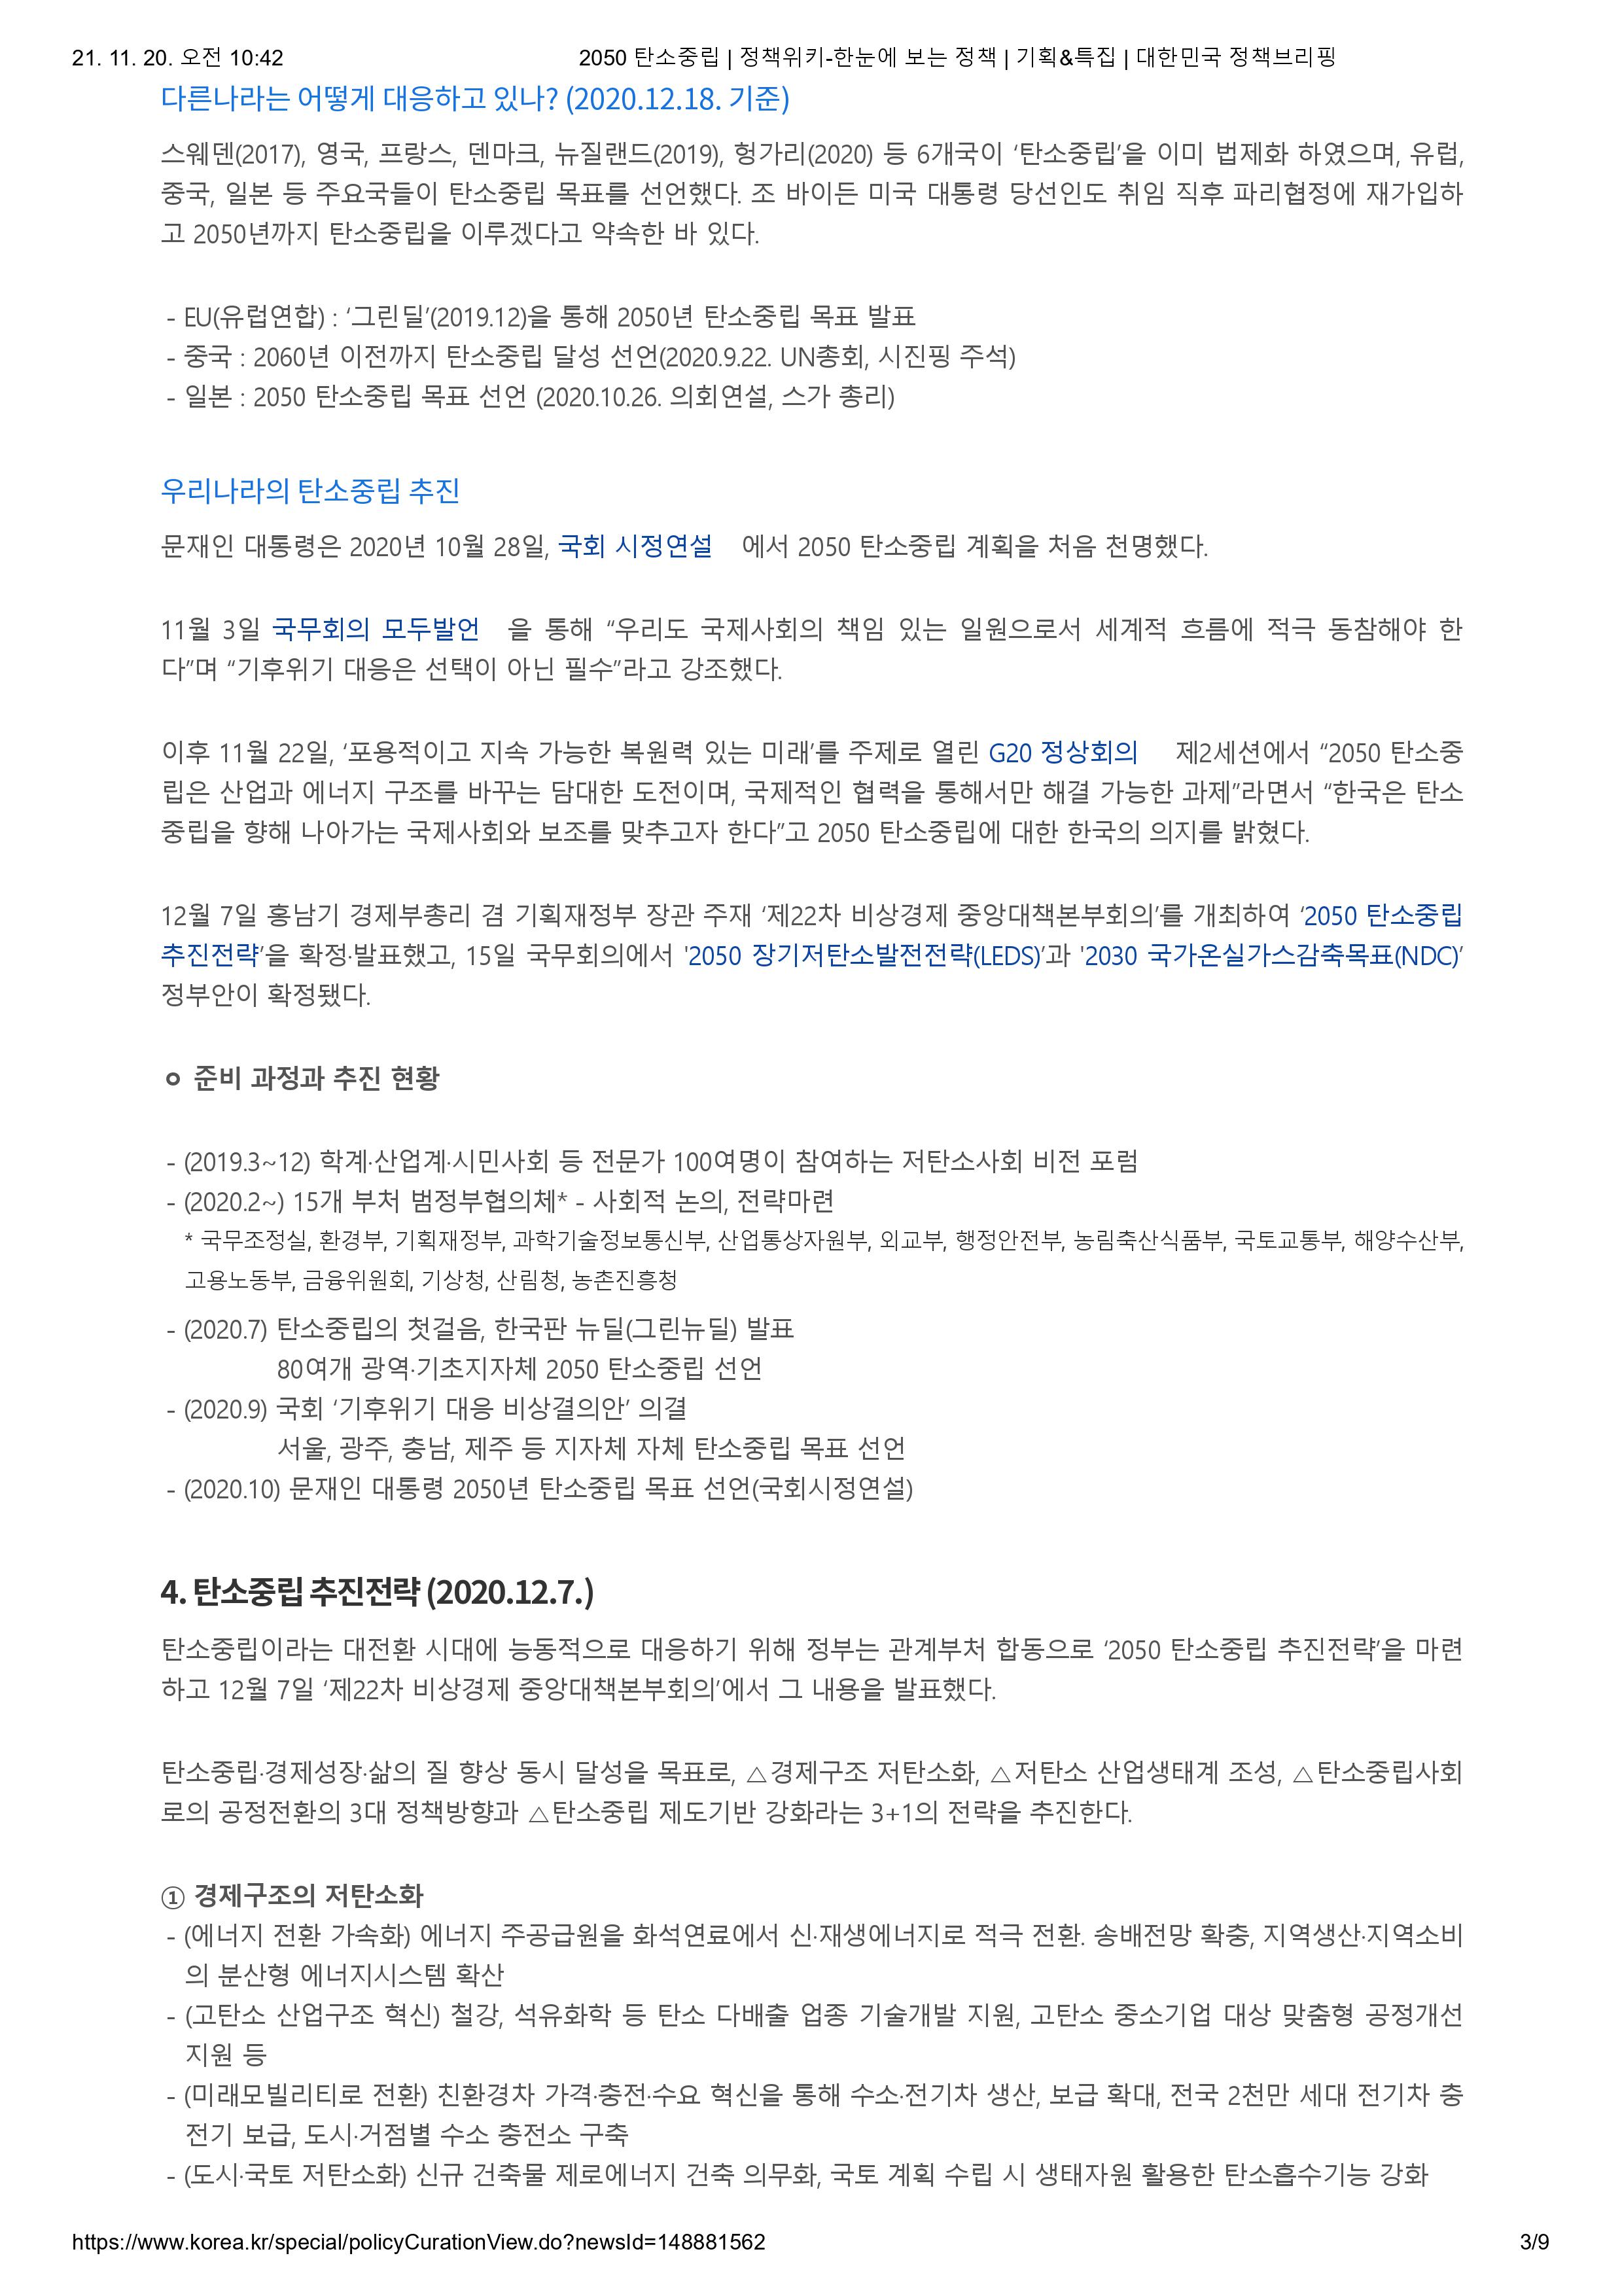 21. 11. 20. 오전 10:42
2050 탄소중립 | 정책위키-한눈에 보는 정책 | 기획&특집 | 대한민국 정책브리핑
다른나라는 어떻게 대응하고 있나? (2020.12.18. 기준)
스웨덴(2017), 영국, 프랑스, 덴마크, 뉴질랜드(2019), 헝가리(2020) 등 6개국이 ‘탄소중립’을 이미 법제화 하였으며, 유럽,
중국, 일본 등 주요국들이 탄소중립 목표를 선언했다. 조 바이든 미국 대통령 당선인도 취임 직후 파리협정에 재가입하
고 2050년까지 탄소중립을 이루겠다고 약속한 바 있다.
- EU(유럽연합) : ‘그린딜’(2019.12)을 통해 2050년 탄소중립 목표 발표
- 중국 : 2060년 이전까지 탄소중립 달성 선언(2020.9.22. UN총회, 시진핑 주석)
- 일본 : 2050 탄소중립 목표 선언 (2020.10.26. 의회연설, 스가 총리)
우리나라의 탄소중립 추진
문재인 대통령은 2020년 10월 28일, 국회 시정연설 에서 2050 탄소중립 계획을 처음 천명했다.
11월 3일 국무회의 모두발언 을 통해 “우리도 국제사회의 책임 있는 일원으로서 세계적 흐름에 적극 동참해야 한
다”며 “기후위기 대응은 선택이 아닌 필수”라고 강조했다.
이후 11월 22일, ‘포용적이고 지속 가능한 복원력 있는 미래’를 주제로 열린 G20 정상회의 제2세션에서 “2050 탄소중
립은 산업과 에너지 구조를 바꾸는 담대한 도전이며, 국제적인 협력을 통해서만 해결 가능한 과제”라면서 “한국은 탄소
중립을 향해 나아가는 국제사회와 보조를 맞추고자 한다”고 2050 탄소중립에 대한 한국의 의지를 밝혔다.
12월 7일 홍남기 경제부총리 겸 기획재정부 장관 주재 ‘제22차 비상경제 중앙대책본부회의’를 개최하여 ‘2050 탄소중립
추진전략’을 확정·발표했고, 15일 국무회의에서 '2050 장기저탄소발전전략(LEDS)’과 '2030 국가온실가스감축목표(NDC)’
정부안이 확정됐다.
ㅇ 준비 과정과 추진 현황
- (2019.3~12) 학계·산업계·시민사회 등 전문가 100여명이 참여하는 저탄소사회 비전 포럼
- (2020.2~) 15개 부처 범정부협의체* - 사회적 논의, 전략마련
* 국무조정실, 환경부, 기획재정부, 과학기술정보통신부, 산업통상자원부, 외교부, 행정안전부, 농림축산식품부, 국토교통부, 해양수산부,
고용노동부, 금융위원회, 기상청, 산림청, 농촌진흥청
- (2020.7) 탄소중립의 첫걸음, 한국판 뉴딜(그린뉴딜) 발표
80여개 광역·기초지자체 2050 탄소중립 선언
- (2020.9) 국회 ‘기후위기 대응 비상결의안’ 의결
서울, 광주, 충남, 제주 등 지자체 자체 탄소중립 목표 선언
- (2020.10) 문재인 대통령 2050년 탄소중립 목표 선언(국회시정연설)
4. 탄소중립 추진전략 (2020.12.7.)
탄소중립이라는 대전환 시대에 능동적으로 대응하기 위해 정부는 관계부처 합동으로 ‘2050 탄소중립 추진전략’을 마련
하고 12월 7일 ‘제22차 비상경제 중앙대책본부회의’에서 그 내용을 발표했다.
탄소중립·경제성장·삶의 질 향상 동시 달성을 목표로, △경제구조 저탄소화, △저탄소 산업생태계 조성, △탄소중립사회
로의 공정전환의 3대 정책방향과 △탄소중립 제도기반 강화라는 3+1의 전략을 추진한다.
① 경제구조의 저탄소화
- (에너지 전환 가속화) 에너지 주공급원을 화석연료에서 신·재생에너지로 적극 전환. 송배전망 확충, 지역생산·지역소비
의 분산형 에너지시스템 확산
- (고탄소 산업구조 혁신) 철강, 석유화학 등 탄소 다배출 업종 기술개발 지원, 고탄소 중소기업 대상 맞춤형 공정개선
지원 등
- (미래모빌리티로 전환) 친환경차 가격·충전·수요 혁신을 통해 수소·전기차 생산, 보급 확대, 전국 2천만 세대 전기차 충
전기 보급, 도시·거점별 수소 충전소 구축
- (도시·국토 저탄소화) 신규 건축물 제로에너지 건축 의무화, 국토 계획 수립 시 생태자원 활용한 탄소흡수기능 강화
https://www.korea.kr/special/policyCurationView.do?newsId=148881562
3/9